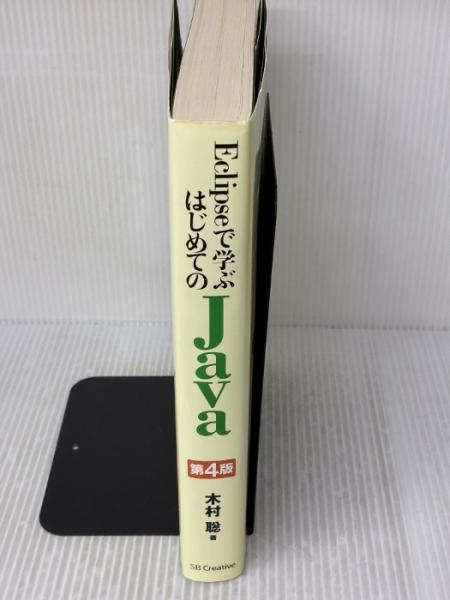 Eclipseで学ぶ
はじめての
Java
第4版
木村 聡 著
SB Creative